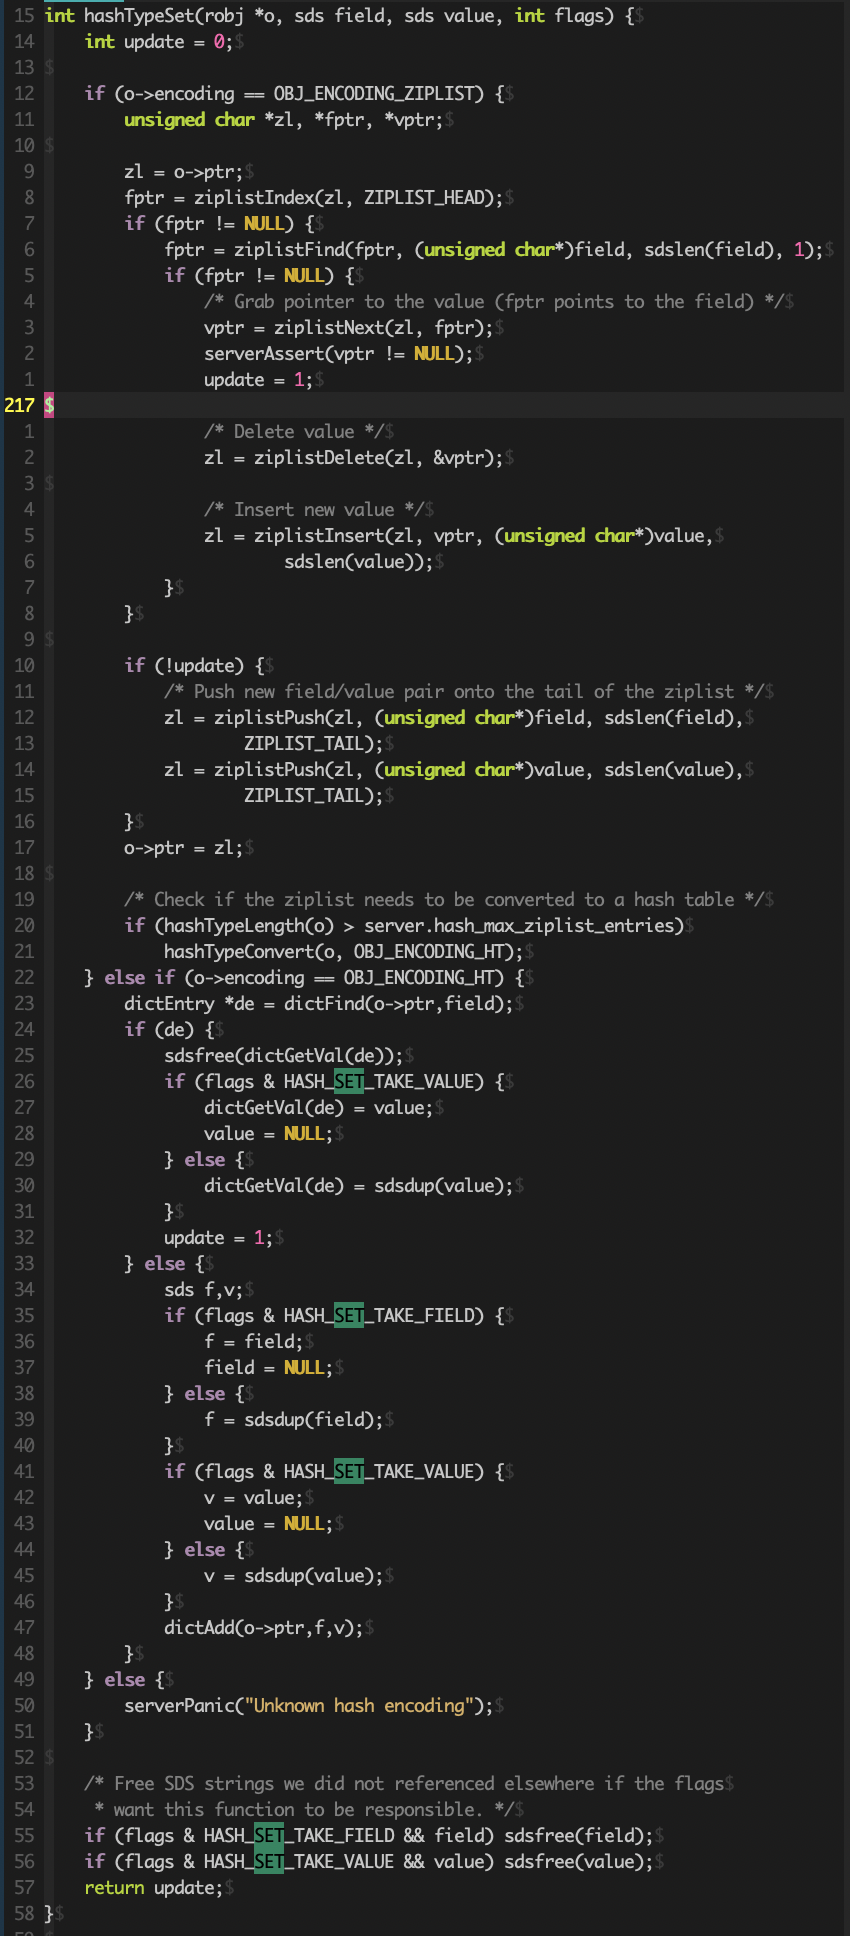 15 int hashTypeSet(robj *o, sds field, sds value, int flags) {$
14     int update = 0;$
13 $
12     if (o->encoding == OBJ_ENCODING_ZIPLIST) {$
11         unsigned char *zl, *fptr, *vptr;$
10 $
9         zl = o->ptr;$
8         fptr = ziplistIndex(zl, ZIPLIST_HEAD);$
7         if (fptr != NULL) {$
6             fptr = ziplistFind(fptr, (unsigned char*)field, sdslen(field), 1);$
5             if (fptr != NULL) {$
4                 /* Grab pointer to the value (fptr points to the field) */$
3                 vptr = ziplistNext(zl, fptr);$
2                 serverAssert(vptr != NULL);$
1                 update = 1;$
217 $
1                 /* Delete value */$
2                 zl = ziplistDelete(zl, &vptr);$
3 $
4                 /* Insert new value */$
5                 zl = ziplistInsert(zl, vptr, (unsigned char*)value,$
6                         sdslen(value));$
7             }$
8         }$
9 $
10         if (!update) {$
11             /* Push new field/value pair onto the tail of the ziplist */$
12             zl = ziplistPush(zl, (unsigned char*)field, sdslen(field),$
13                     ZIPLIST_TAIL);$
14             zl = ziplistPush(zl, (unsigned char*)value, sdslen(value),$
15                     ZIPLIST_TAIL);$
16         }$
17         o->ptr = zl;$
18 $
19         /* Check if the ziplist needs to be converted to a hash table */$
20         if (hashTypeLength(o) > server.hash_max_ziplist_entries)$
21             hashTypeConvert(o, OBJ_ENCODING_HT);$
22     } else if (o->encoding == OBJ_ENCODING_HT) {$
23         dictEntry *de = dictFind(o->ptr,field);$
24         if (de) {$
25             sdsfree(dictGetVal(de));$
26             if (flags & HASH_SET_TAKE_VALUE) {$
27                 dictGetVal(de) = value;$
28                 value = NULL;$
29             } else {$
30                 dictGetVal(de) = sdsdup(value);$
31             }$
32             update = 1;$
33         } else {$
34             sds f,v;$
35             if (flags & HASH_SET_TAKE_FIELD) {$
36                 f = field;$
37                 field = NULL;$
38             } else {$
39                 f = sdsdup(field);$
40             }$
41             if (flags & HASH_SET_TAKE_VALUE) {$
42                 v = value;$
43                 value = NULL;$
44             } else {$
45                 v = sdsdup(value);$
46             }$
47             dictAdd(o->ptr,f,v);$
48         }$
49     } else {$
50         serverPanic("Unknown hash encoding");$
51     }$
52 $
53     /* Free SDS strings we did not referenced elsewhere if the flags$
54      * want this function to be responsible. */$
55     if (flags & HASH_SET_TAKE_FIELD && field) sdsfree(field);$
56     if (flags & HASH_SET_TAKE_VALUE && value) sdsfree(value);$
57     return update;$
58 }$